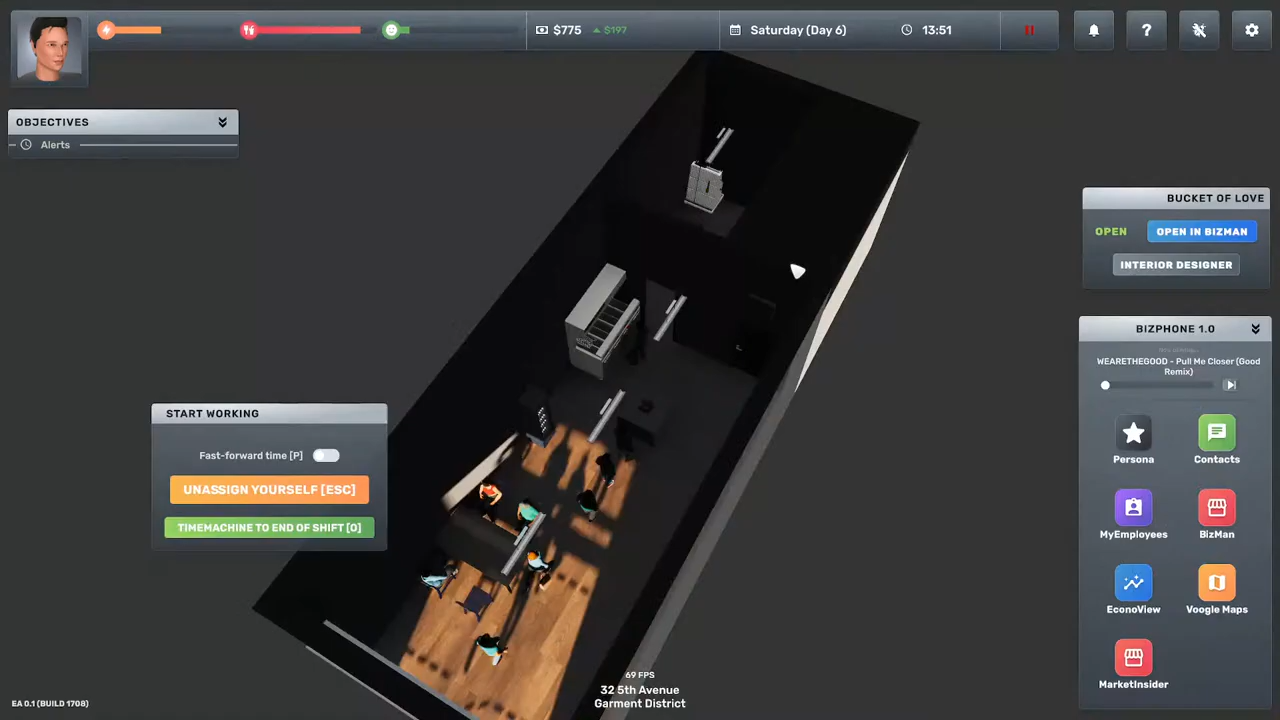 $775
$197
Saturday (Day 6)
13:51
?
OBJECTIVES
Alerts
BUCKET OF LOVE
OPEN
OPEN IN BIZMAN
INTERIOR DESIGNER
BIZPHONE 1.0
WEARETHEGOOD - Pull Me Closer (Good
Remix)
Persona
Contacts
MyEmployees
BizMan
EconoView
Voogle Maps
MarketInsider
START WORKING
Fast-forward time [P]
UNASSIGN YOURSELF [ESC]
TIMEMACHINE TO END OF SHIFT [O]
69 FPS
32 5th Avenue
Garment District
EA 0.1 (BUILD 1708)